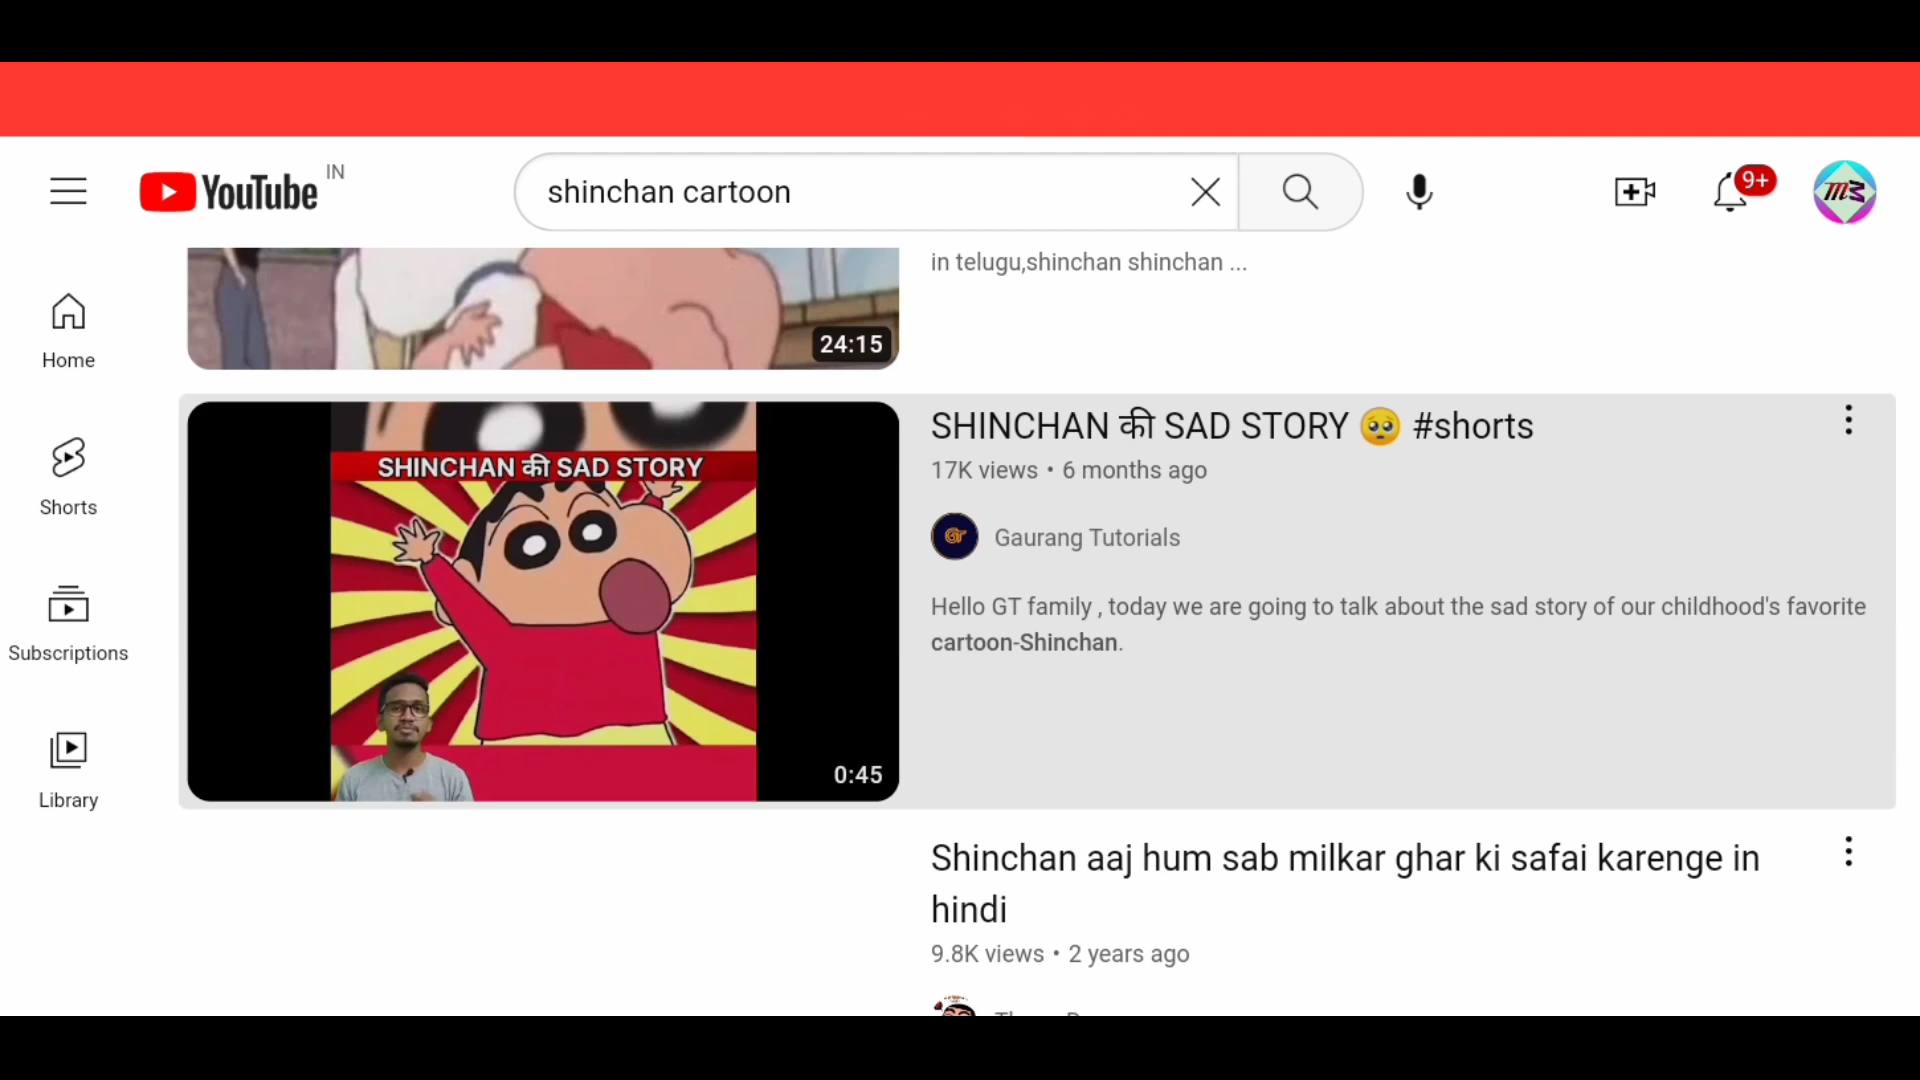 YouTube IN
shinchan cartoon
9+
in telugu,shinchan shinchan ...
24:15
Home
Shorts
Subscriptions
Library
SHINCHAN की SAD STORY
0:45
SHINCHAN की SAD STORY 🥺 #shorts
17K views • 6 months ago
Gaurang Tutorials
Hello GT family , today we are going to talk about the sad story of our childhood's favorite
cartoon-Shinchan.
Shinchan aaj hum sab milkar ghar ki safai karenge in
hindi
9.8K views • 2 years ago